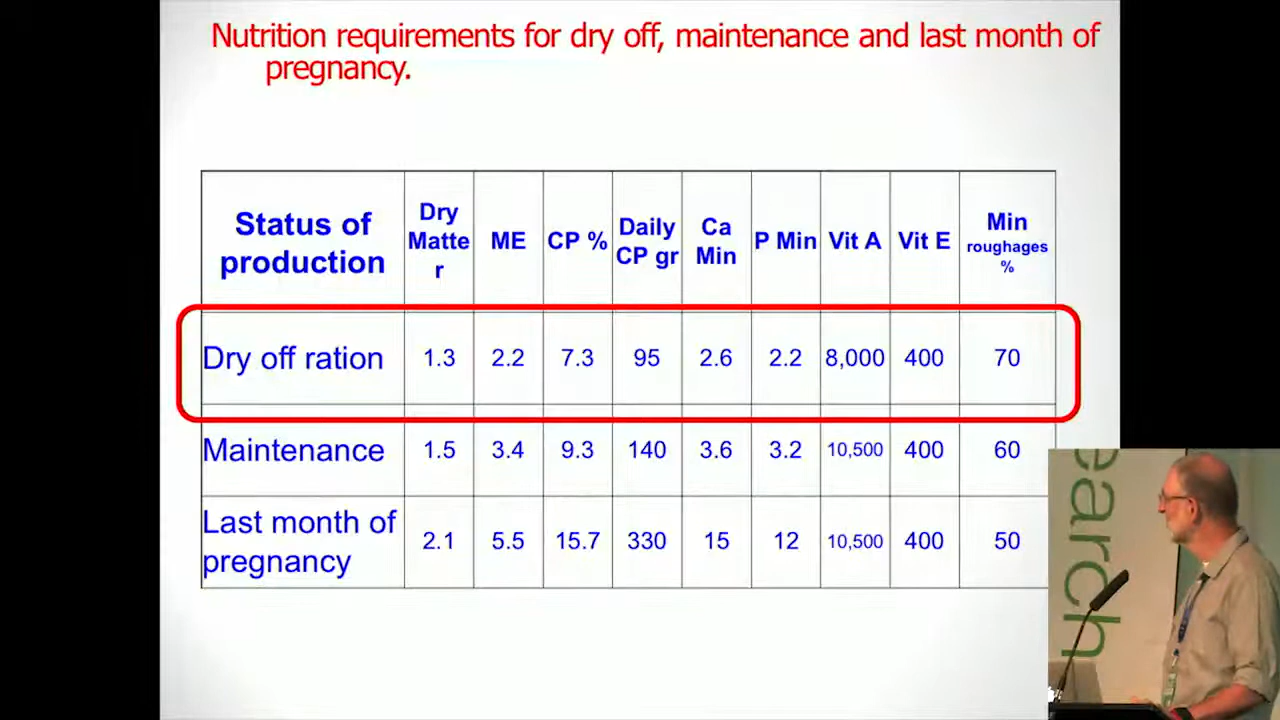 Nutrition requirements for dry off, maintenance and last month of
pregnancy.
Status of production Dry Matte r ME CP % Daily CP gr Ca Min P Min Vit A Vit E Min roughages %
Dry off ration 1.3 2.2 7.3 95 2.6 2.2 8,000 400 70
Maintenance 1.5 3.4 9.3 140 3.6 3.2 10,500 400 60
Last month of pregnancy 2.1 5.5 15.7 330 15 12 10,500 400 50
earch